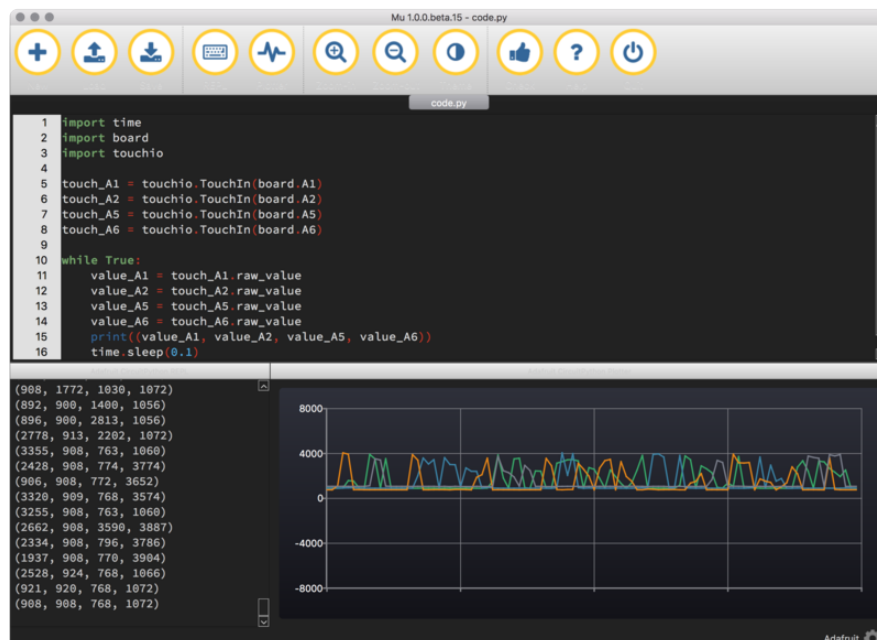 Mu 1.0.0.beta.15 - code.py
code.py
1 import time
2 import board
3 import touchio
4
5 touch_A1 = touchio.TouchIn(board.A1)
6 touch_A2 = touchio.TouchIn(board.A2)
7 touch_A5 = touchio.TouchIn(board.A5)
8 touch_A6 = touchio.TouchIn(board.A6)
9
10 while True:
11 value_A1 = touch_A1.raw_value
12 value_A2 = touch_A2.raw_value
13 value_A5 = touch_A5.raw_value
14 value_A6 = touch_A6.raw_value
15 print((value_A1, value_A2, value_A5, value_A6))
16 time.sleep(0.1)
(908, 1772, 1030, 1072)
(892, 900, 1400, 1056)
(896, 900, 2813, 1056)
(2778, 913, 2202, 1072)
(3355, 908, 763, 1060)
(2428, 908, 774, 3774)
(906, 908, 772, 3652)
(3320, 909, 768, 3574)
(3255, 908, 763, 1060)
(2662, 908, 3590, 3887)
(2334, 908, 796, 3786)
(1937, 908, 770, 3904)
(2528, 924, 768, 1066)
(921, 920, 768, 1072)
(908, 908, 768, 1072)
8000
4000
0
-4000
-8000
Adafruit